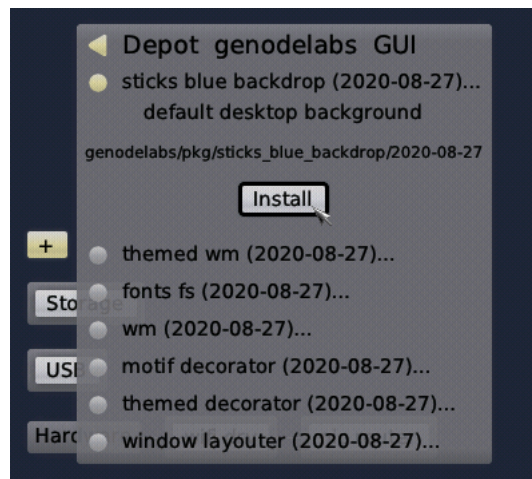 Depot genodelabs GUI
sticks blue backdrop (2020-08-27)...
default desktop background
genodelabs/pkg/sticks_blue_backdrop/2020-08-27
Install
+
themed wm (2020-08-27)...
fonts fs (2020-08-27)...
Storage
wm (2020-08-27)...
USB
motif decorator (2020-08-27)...
themed decorator (2020-08-27)...
window layouter (2020-08-27)...